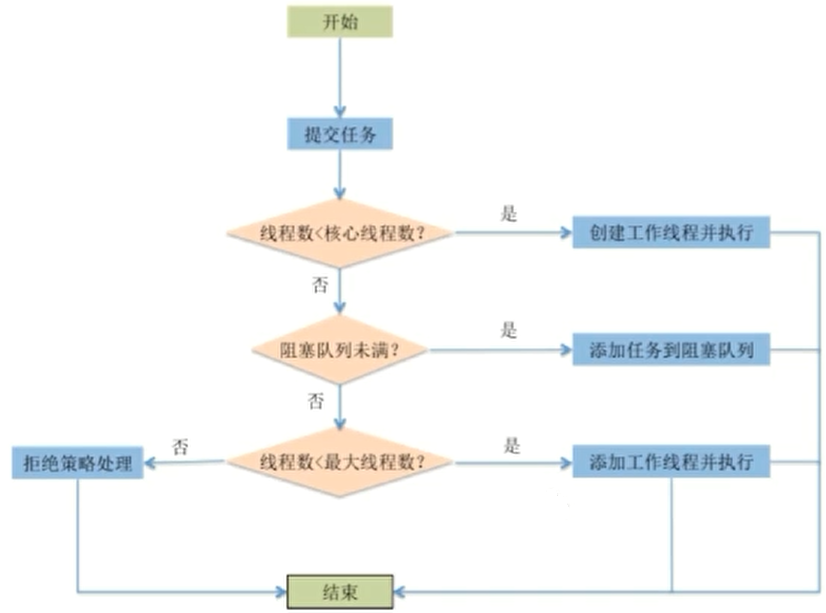 开始
提交任务
线程数<核心线程数?
是
创建工作线程并执行
否
阻塞队列未满?
是
添加任务到阻塞队列
否
拒绝策略处理
否
线程数<最大线程数?
是
添加工作线程并执行
结束